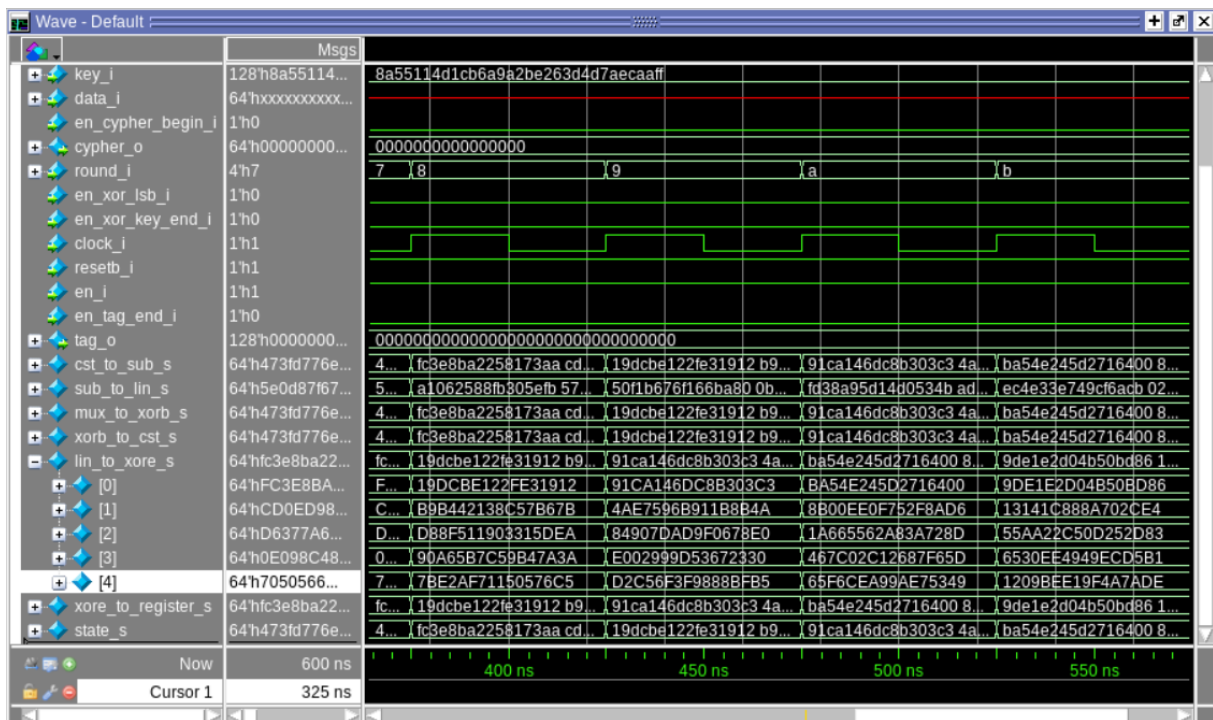 Wave - Default
Msgs
key_i 128'h8a55114... 8a55114d1cb6a9a2be263d4d7aecaaff
data_i 64'hxxxxxxxxxx...
en_cypher_begin_i 1'h0
cypher_o 64'h00000000... 0000000000000000
round_i 4'h7 7 8 9 a b
en_xor_lsb_i 1'h0
en_xor_key_end_i 1'h0
clock_i 1'h1
resetb_i 1'h1
en_i 1'h1
en_tag_end_i 1'h0
tag_o 128'h0000000... 00000000000000000000000000000000
cst_to_sub_s 64'h473fd776e... 4... fc3e8ba2258173aa cd... 19dcbe122fe31912 b9... 91ca146dc8b303c3 4a... ba54e245d2716400 8...
sub_to_lin_s 64'h5e0d87f67... 5... a1062588fb305efb 57... 50f1b676f166ba80 0b... fd38a95d14d0534b ad... ec4e33e749cf6acb 02...
mux_to_xorb_s 64'h473fd776e... 4... fc3e8ba2258173aa cd... 19dcbe122fe31912 b9... 91ca146dc8b303c3 4a... ba54e245d2716400 8...
xorb_to_cst_s 64'h473fd776e... 4... fc3e8ba2258173aa cd... 19dcbe122fe31912 b9... 91ca146dc8b303c3 4a... ba54e245d2716400 8...
lin_to_xore_s 64'hfc3e8ba22... fc... 19dcbe122fe31912 b9... 91ca146dc8b303c3 4a... ba54e245d2716400 8... 9de1e2d04b50bd86 1...
[0] 64'hFC3E8BA... F... 19DCBE122FE31912 91CA146DC8B303C3 BA54E245D2716400 9DE1E2D04B50BD86
[1] 64'hCD0ED98... C... B9B442138C57B67B 4AE7596B911B8B4A 8B00EE0F752F8AD6 13141C888A702CE4
[2] 64'hD6377A6... D... D88F511903315DEA 84907DAD9F0678E0 1A665562A83A728D 55AA22C50D252D83
[3] 64'h0E098C48... 0... 90A65B7C59B47A3A E002999D53672330 467C02C12687F65D 6530EE4949ECD5B1
[4] 64'h7050566... 7... 7BE2AF71150576C5 D2C56F3F9888BFB5 65F6CEA99AE75349 1209BEE19F4A7ADE
xore_to_register_s 64'hfc3e8ba22... fc... 19dcbe122fe31912 b9... 91ca146dc8b303c3 4a... ba54e245d2716400 8... 9de1e2d04b50bd86 1...
state_s 64'h473fd776e... 4... fc3e8ba2258173aa cd... 19dcbe122fe31912 b9... 91ca146dc8b303c3 4a... ba54e245d2716400 8...
Now 600 ns 400 ns 450 ns 500 ns 550 ns
Cursor 1 325 ns